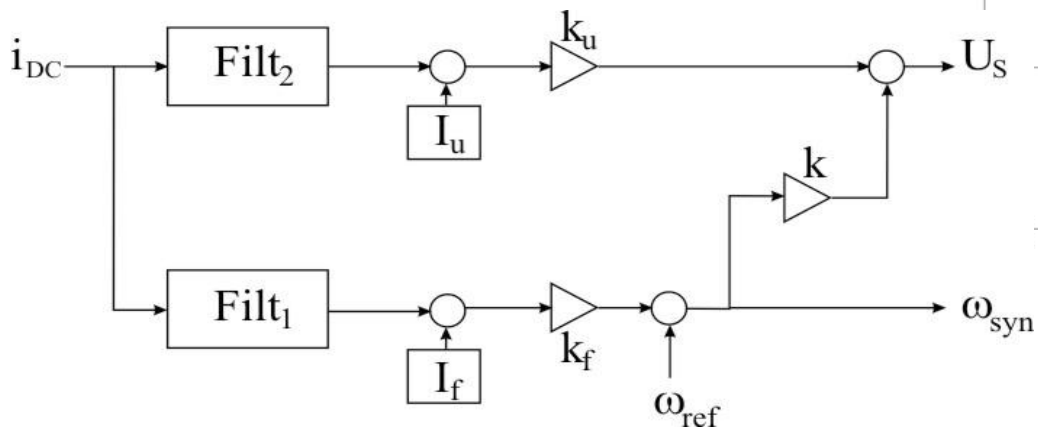 i_DC
Filt_2
I_u
k_u
U_S
k
Filt_1
I_f
k_f
ω_ref
ω_syn